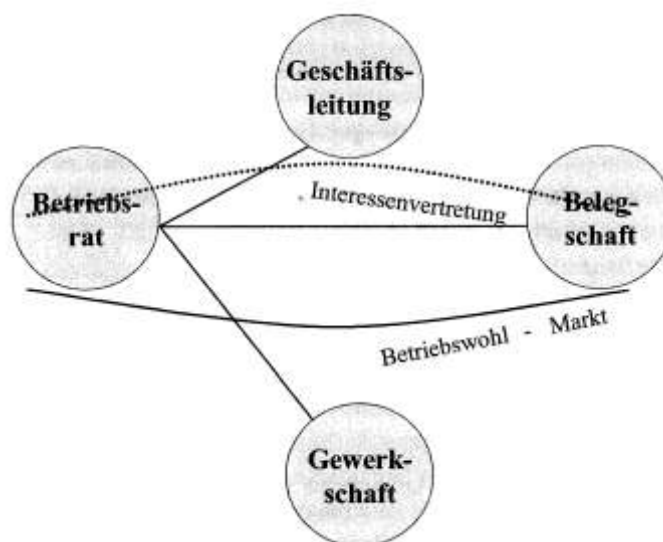 Geschäfts-
leitung
Betriebs-
rat
Interessenvertretung
Beleg-
schaft
Betriebswohl - Markt
Gewerk-
schaft